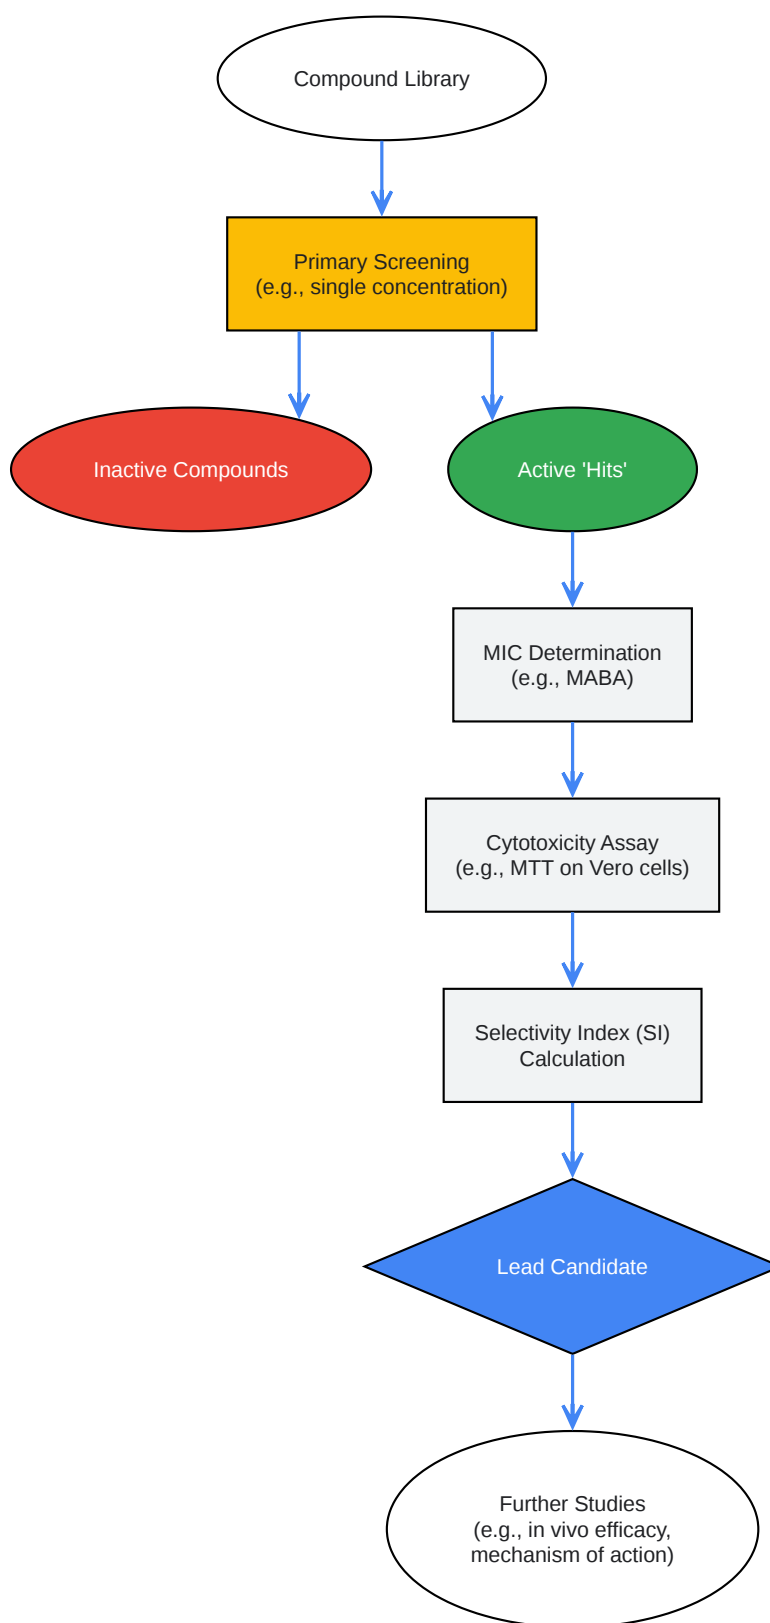 Compound Library
Primary Screening
(e.g., single concentration)
Inactive Compounds
Active 'Hits'
MIC Determination
(e.g., MABA)
Cytotoxicity Assay
(e.g., MTT on Vero cells)
Selectivity Index (SI)
Calculation
Lead Candidate
Further Studies
(e.g., in vivo efficacy,
mechanism of action)